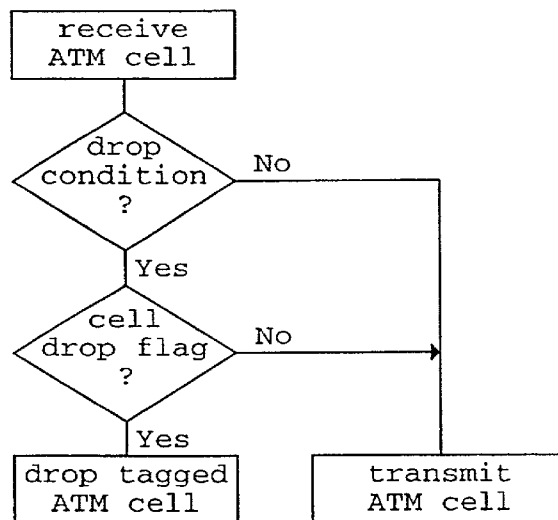 receive
ATM cell
drop
condition
?
No
Yes
cell
drop flag
?
No
Yes
drop tagged
ATM cell
transmit
ATM cell